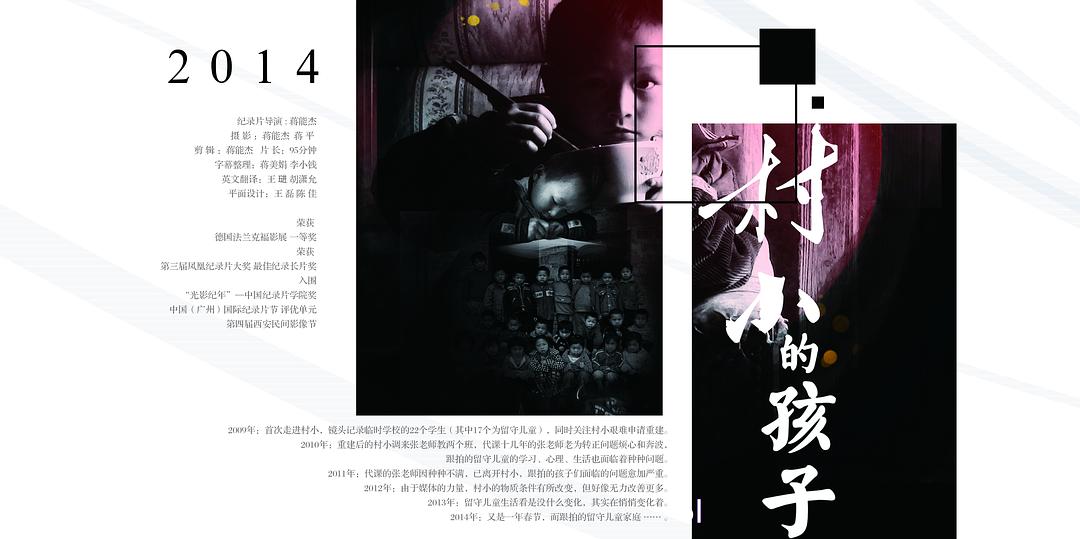 2014
纪录片导演：蒋能杰
摄 影：蒋能杰 蒋 平
剪 辑：蒋能杰 片 长：95分钟
字幕整理：蒋美娟 李小钱
英文翻译：王 璁 胡潇允
平面设计：王 磊 陈 佳
荣获
德国法兰克福影展 一等奖
荣获
第三届凤凰纪录片大奖 最佳纪录长片奖
入围
“光影纪年”—中国纪录片学院奖
中国（广州）国际纪录片节 评优单元
第四届西安民间影像节
2009年：首次走进村小，镜头记录临时学校的22个学生（其中17个为留守儿童），同时关注村小艰难申请重建。
2010年：重建后的村小调来张老师教两个班，代课十几年的张老师老为转正问题烦心和奔波，
跟拍的留守儿童的学习、心理、生活也面临着种种问题。
2011年：代课的张老师因种种不满，已离开村小，跟拍的孩子们面临的问题愈加严重。
2012年：由于媒体的力量，村小的物质条件有所改变，但好像无力改善更多。
2013年：留守儿童生活看是没什么变化，其实在悄悄变化着。
2014年：又是一年春节，而跟拍的留守儿童家庭 …… 。
村
小
的
孩
子